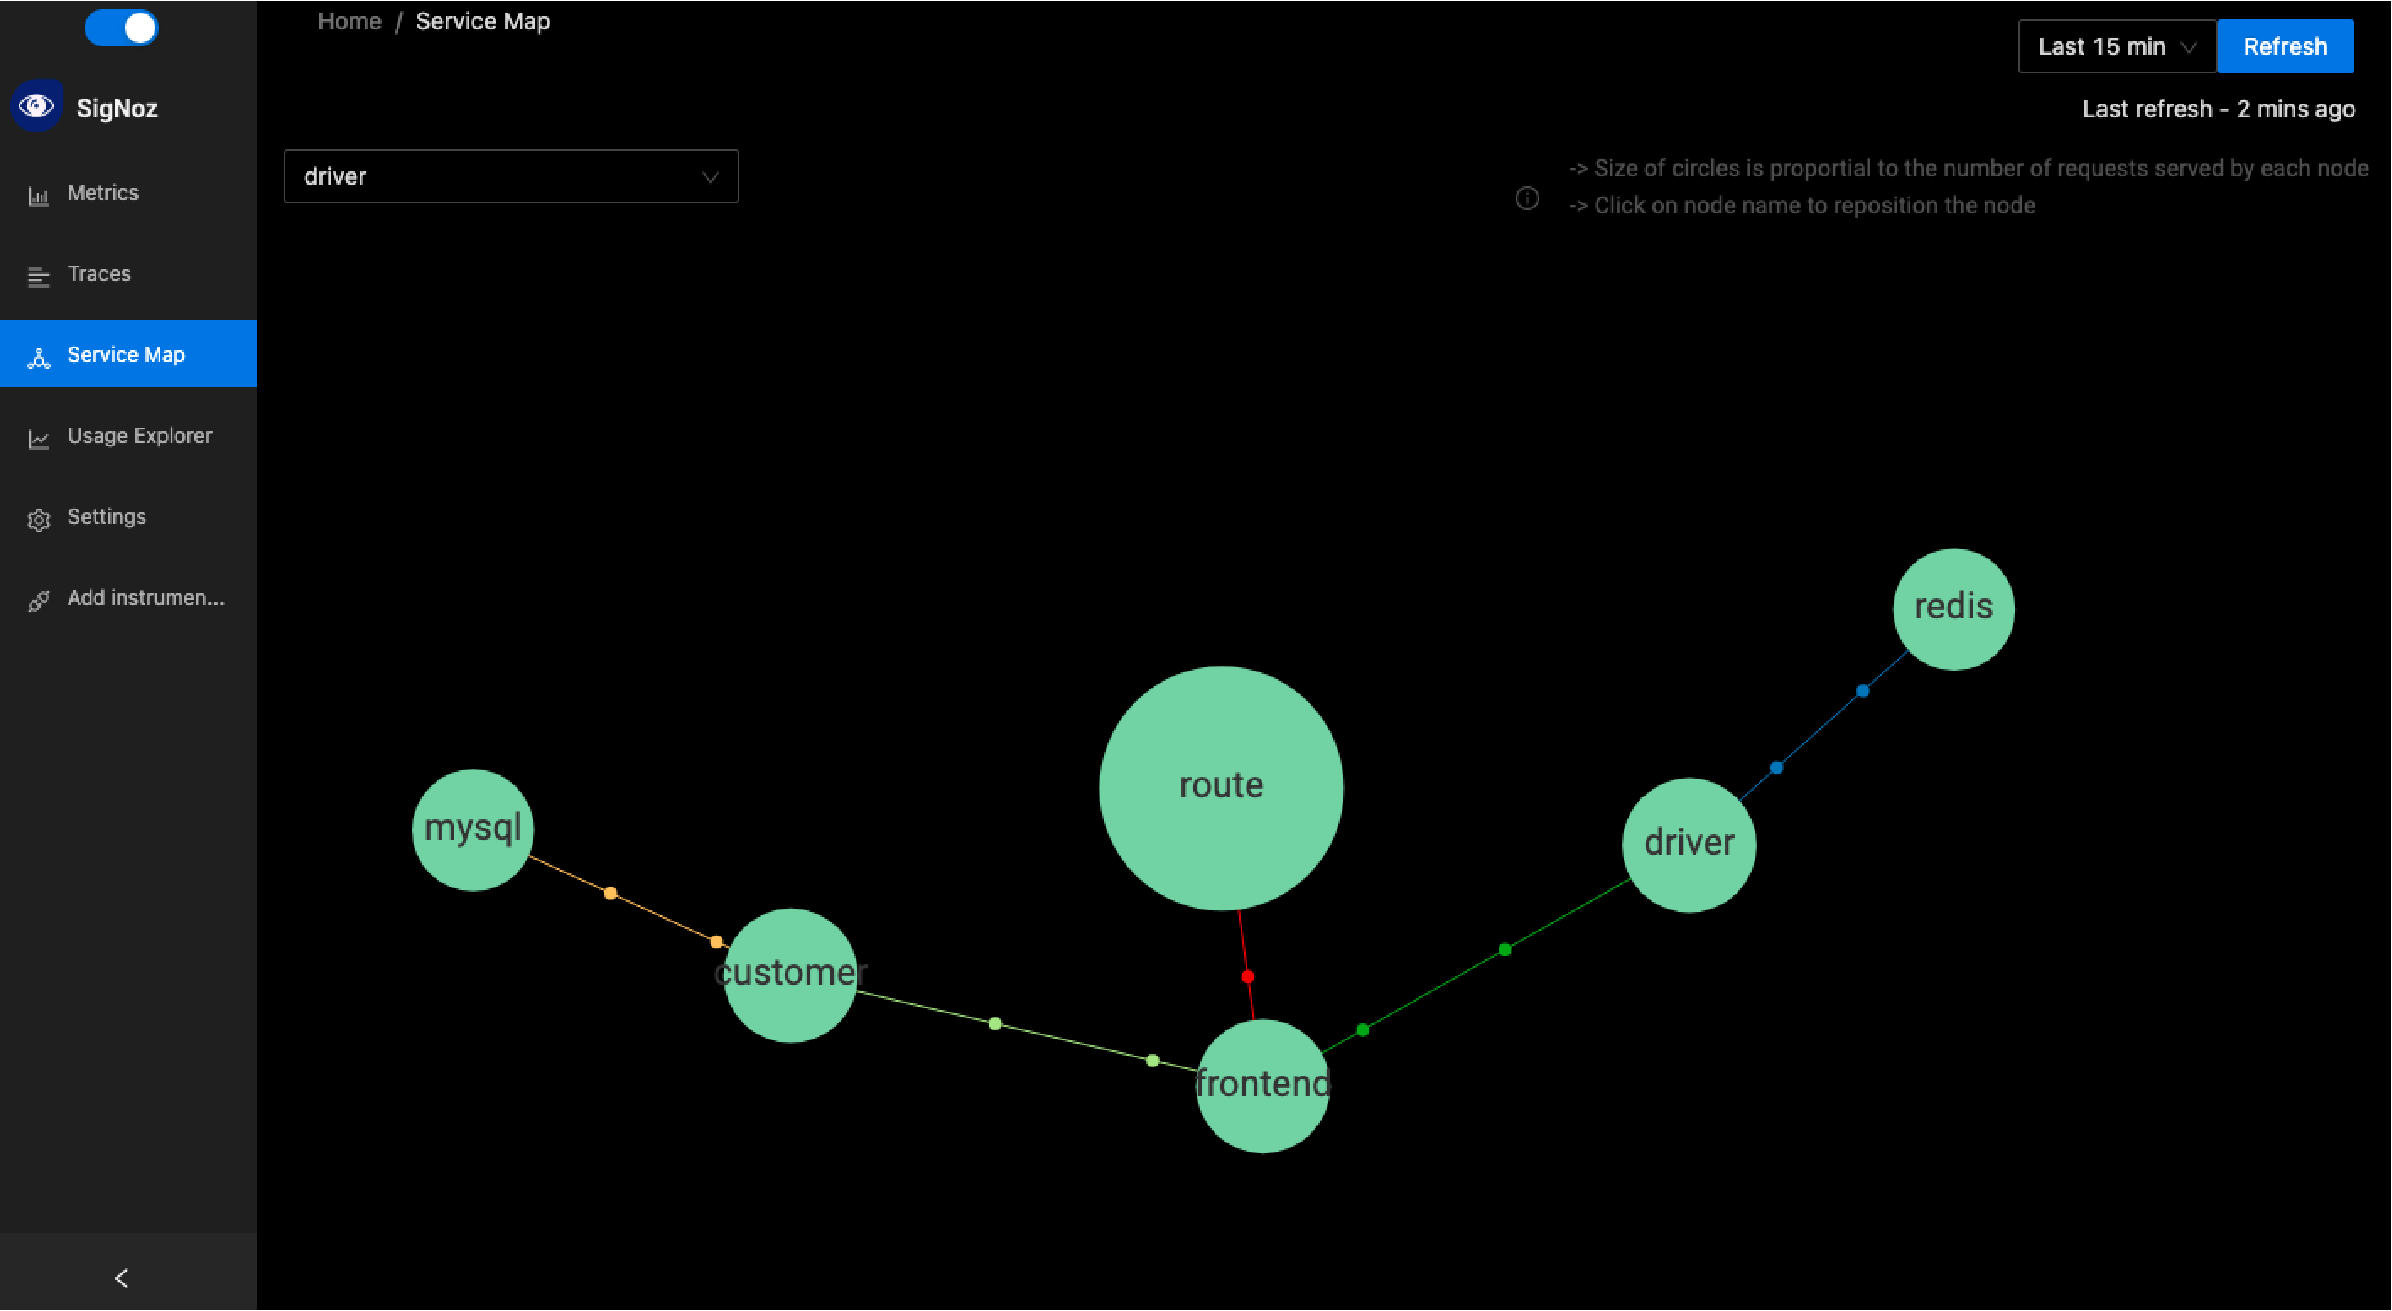 Home / Service Map
Last 15 min
Refresh
SigNoz
Last refresh - 2 mins ago
driver
-> Size of circles is proportial to the number of requests served by each node
-> Click on node name to reposition the node
Metrics
Traces
Service Map
Usage Explorer
Settings
Add instrumen...
redis
route
mysql
driver
customer
frontend